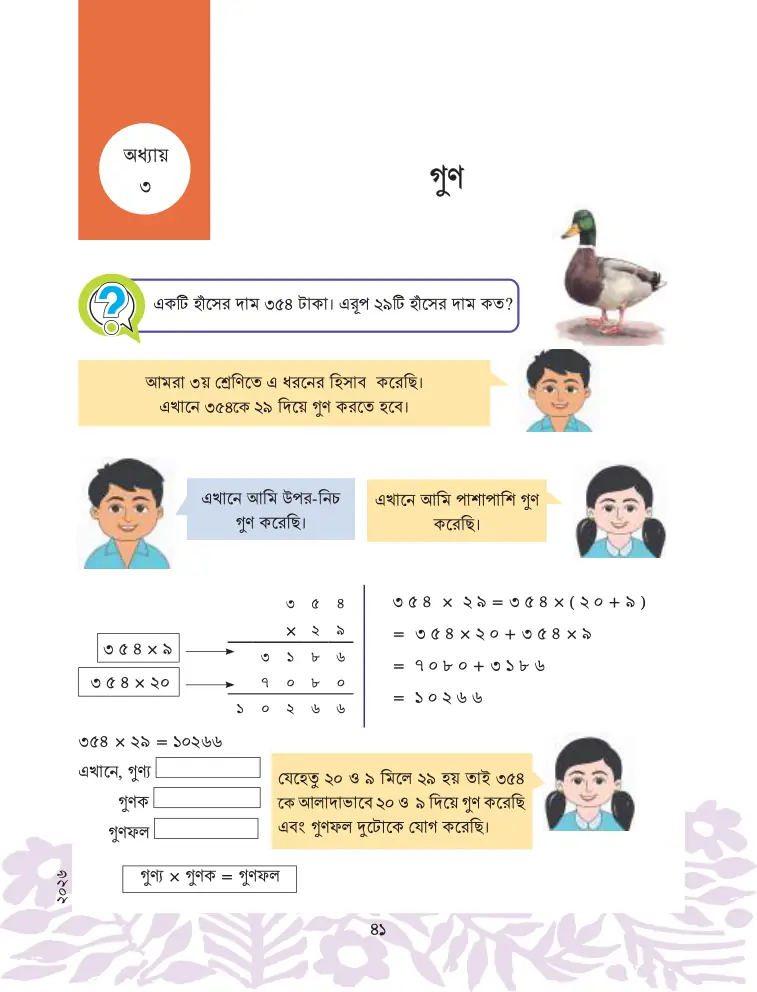 অধ্যায়
৩
গুণ
একটি হাঁসের দাম ৩৫৪ টাকা। এরূপ ২৯টি হাঁসের দাম কত?
আমরা ৩য় শ্রেণিতে এ ধরনের হিসাব করেছি।
এখানে ৩৫৪কে ২৯ দিয়ে গুণ করতে হবে।
এখানে আমি উপর-নিচ
গুণ করেছি।
এখানে আমি পাশাপাশি গুণ
করেছি।
৩ ৫ ৪
× ২ ৯
৩ ৫ ৪ × ৯
৩ ১ ৮ ৬
৩ ৫ ৪ × ২০
৭ ০ ৮ ০
১ ০ ২ ৬ ৬
৩ ৫ ৪ × ২ ৯ = ৩ ৫ ৪ × ( ২ ০ + ৯ )
= ৩ ৫ ৪ × ২ ০ + ৩ ৫ ৪ × ৯
= ৭ ০ ৮ ০ + ৩ ১ ৮ ৬
= ১ ০ ২ ৬ ৬
৩৫৪ × ২৯ = ১০২৬৬
এখানে, গুণ্য
গুণক
গুণফল
যেহেতু ২০ ও ৯ মিলে ২৯ হয় তাই ৩৫৪
কে আলাদাভাবে ২০ ও ৯ দিয়ে গুণ করেছি
এবং গুণফল দুটোকে যোগ করেছি।
গুণ্য × গুণক = গুণফল
২০২৬
৪১